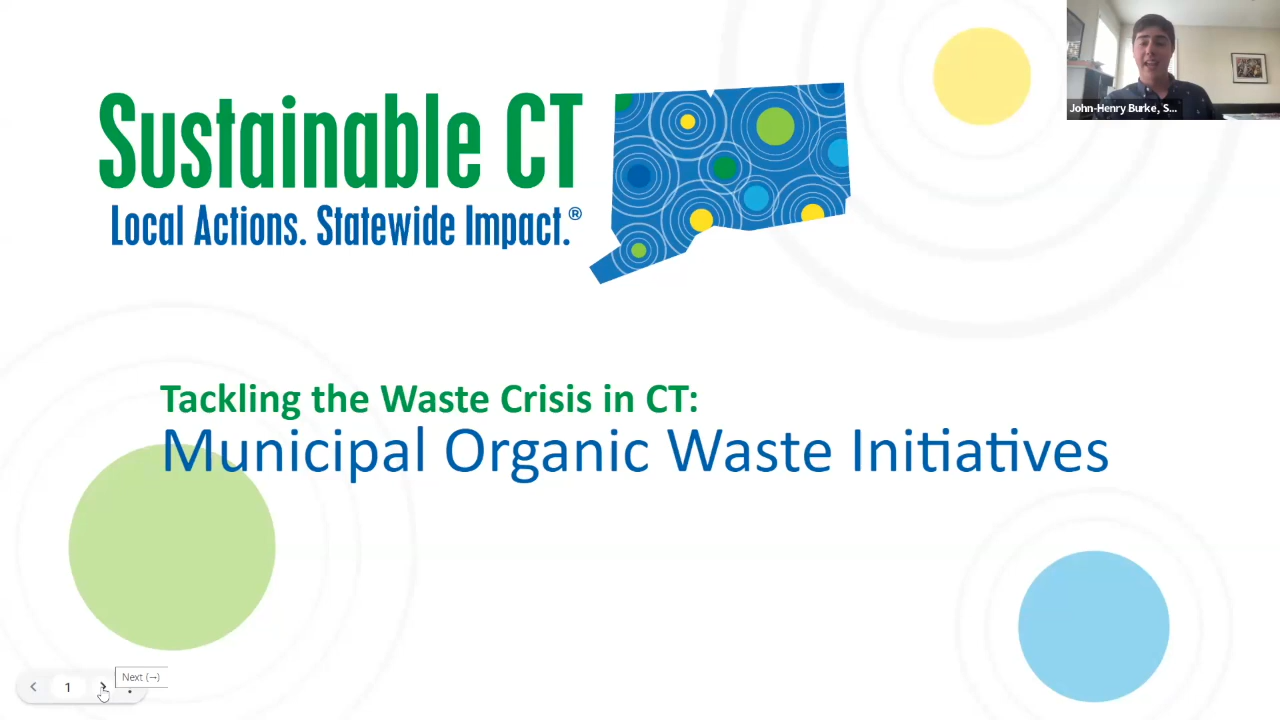 Sustainable CT
Local Actions. Statewide Impact.®
John-Henry Burke, S...
Tackling the Waste Crisis in CT:
Municipal Organic Waste Initiatives
1
Next (→)